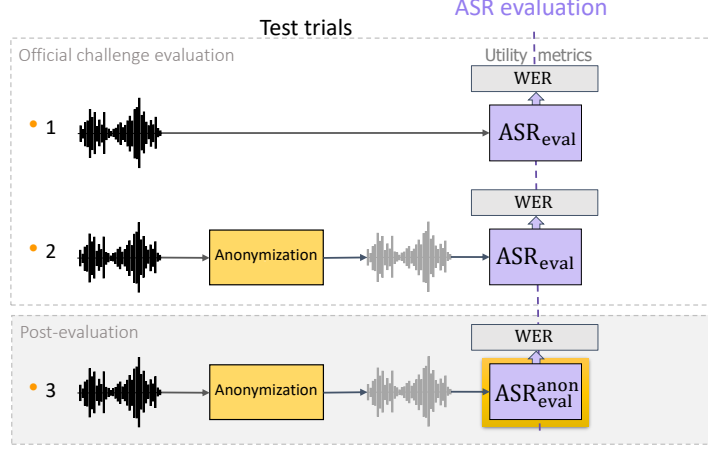 ASR evaluation
Test trials
Official challenge evaluation
Utility metrics
WER
• 1
ASR_eval
WER
• 2
Anonymization
ASR_eval
Post-evaluation
WER
• 3
Anonymization
ASR_eval^anon